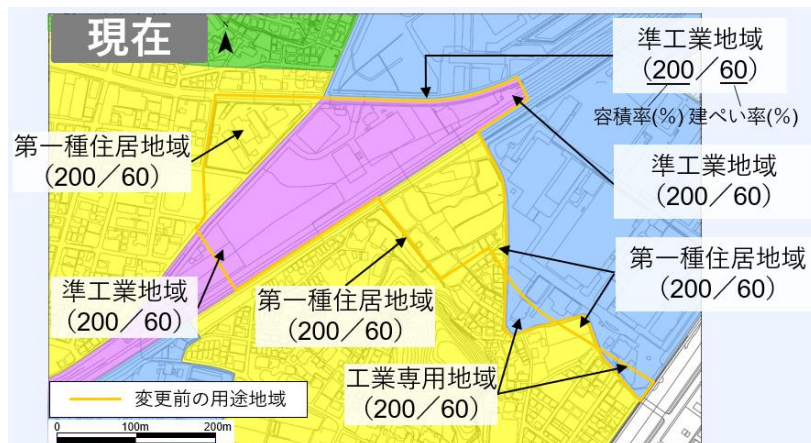 現在
準工業地域
(200/60)
容積率(%) 建ぺい率(%)
第一種住居地域
(200/60)
準工業地域
(200/60)
第一種住居地域
(200/60)
準工業地域
(200/60)
第一種住居地域
(200/60)
工業専用地域
(200/60)
変更前の用途地域
0 100m 200m